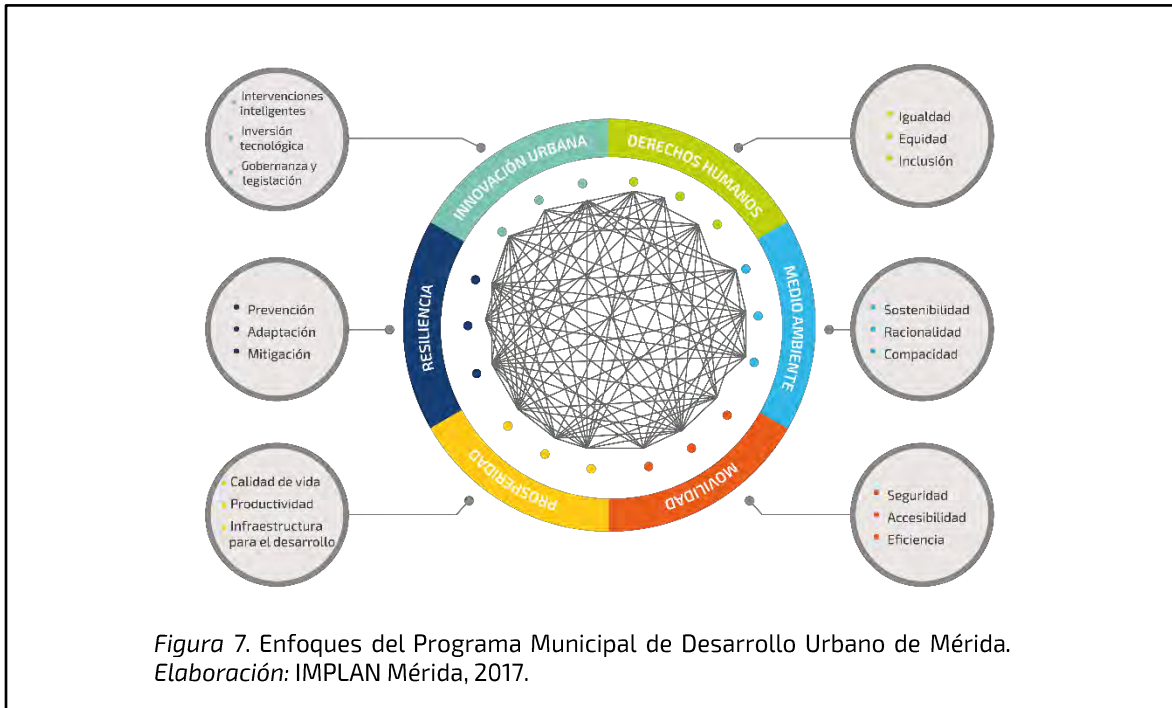 Intervenciones
inteligentes
Inversión
tecnológica
Gobernanza y
legislación
Prevención
Adaptación
Mitigación
Calidad de vida
Productividad
Infraestructura
para el desarrollo
INNOVACIÓN URBANA
DERECHOS HUMANOS
MEDIO AMBIENTE
MOVILIDAD
PROSPERIDAD
RESILIENCIA
Igualdad
Equidad
Inclusión
Sostenibilidad
Racionalidad
Compacidad
Seguridad
Accesibilidad
Eficiencia
Figura 7. Enfoques del Programa Municipal de Desarrollo Urbano de Mérida.
Elaboración: IMPLAN Mérida, 2017.